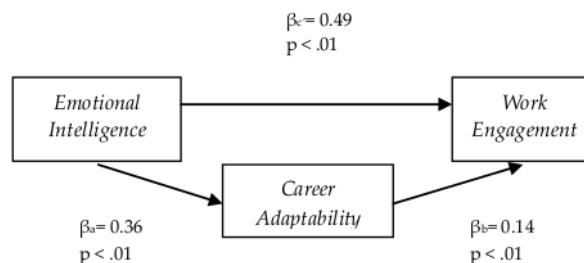 βc=0.49
p < .01
Emotional
Intelligence
Work
Engagement
Career
Adaptability
βa= 0.36
p < .01
βb= 0.14
p < .01